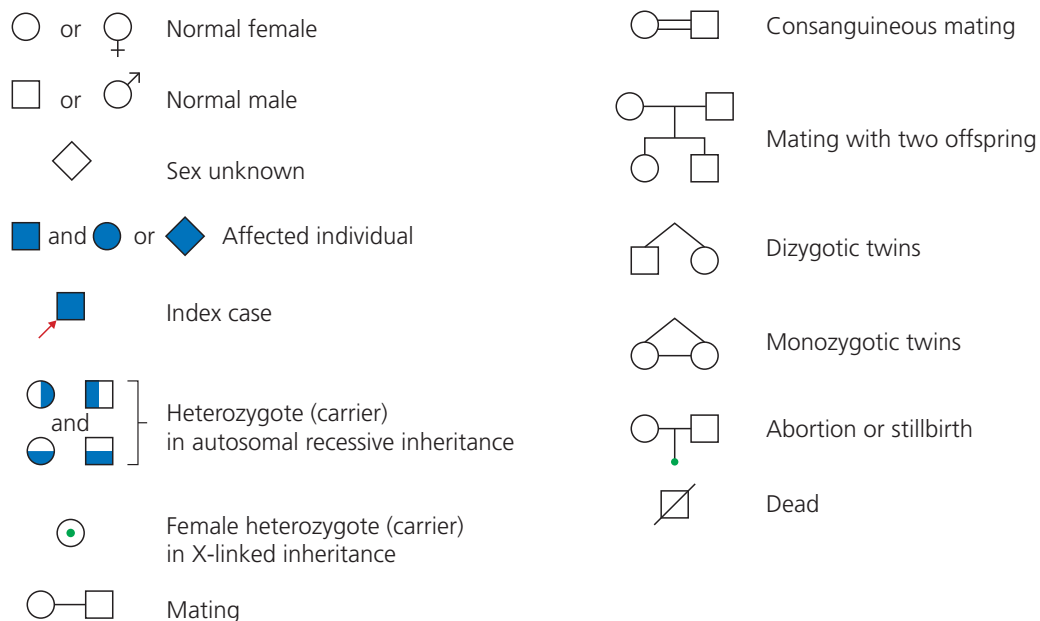 or
Normal female
or
Normal male
Sex unknown
and
or
Affected individual
Index case
and
Heterozygote (carrier)
in autosomal recessive inheritance
Female heterozygote (carrier)
in X-linked inheritance
Mating
Consanguineous mating
Mating with two offspring
Dizygotic twins
Monozygotic twins
Abortion or stillbirth
Dead